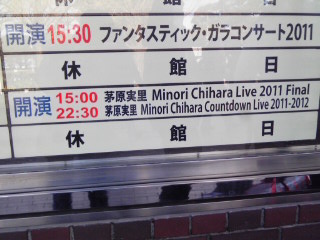 開演 15:30 ファンタスティック・ガラコンサート2011
休館日
開演 15:00 茅原実里 Minori Chihara Live 2011 Final
22:30 茅原実里 Minori Chihara Countdown Live 2011-2012
休館日